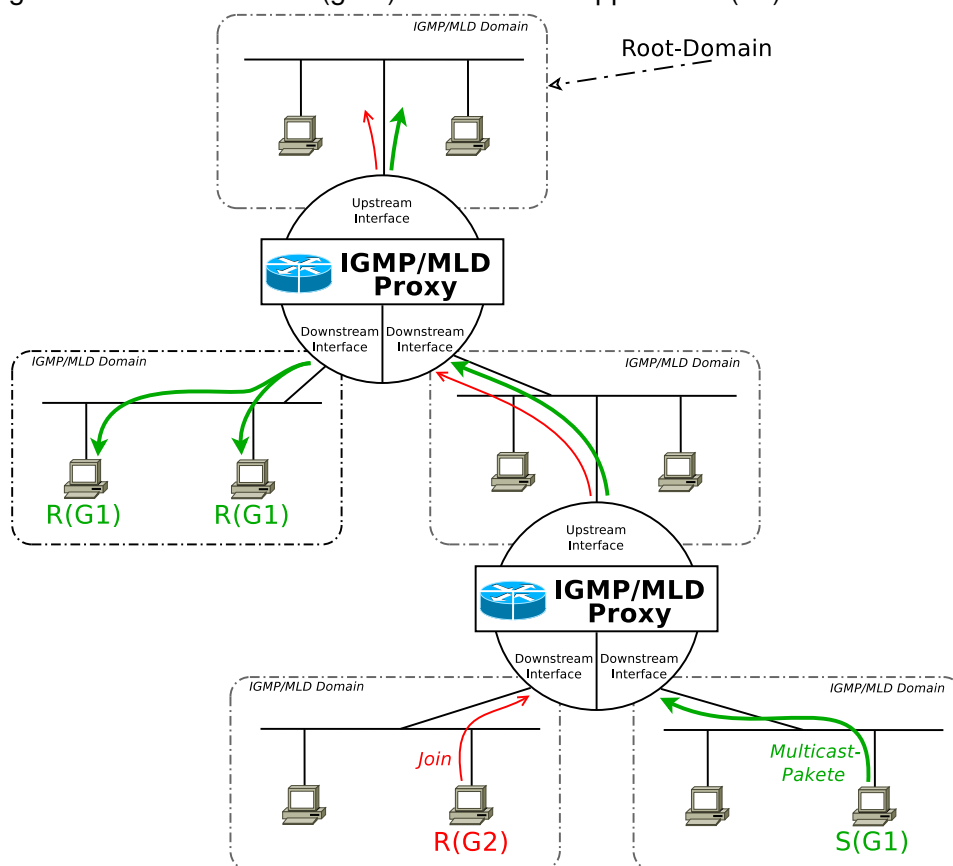 IGMP/MLD Domain
Root-Domain
Upstream
Interface
IGMP/MLD
Proxy
Downstream
Interface
Downstream
Interface
IGMP/MLD Domain
IGMP/MLD Domain
R(G1)
R(G1)
Upstream
Interface
IGMP/MLD
Proxy
Downstream
Interface
Downstream
Interface
IGMP/MLD Domain
IGMP/MLD Domain
Join
Multicast-
Pakete
R(G2)
S(G1)